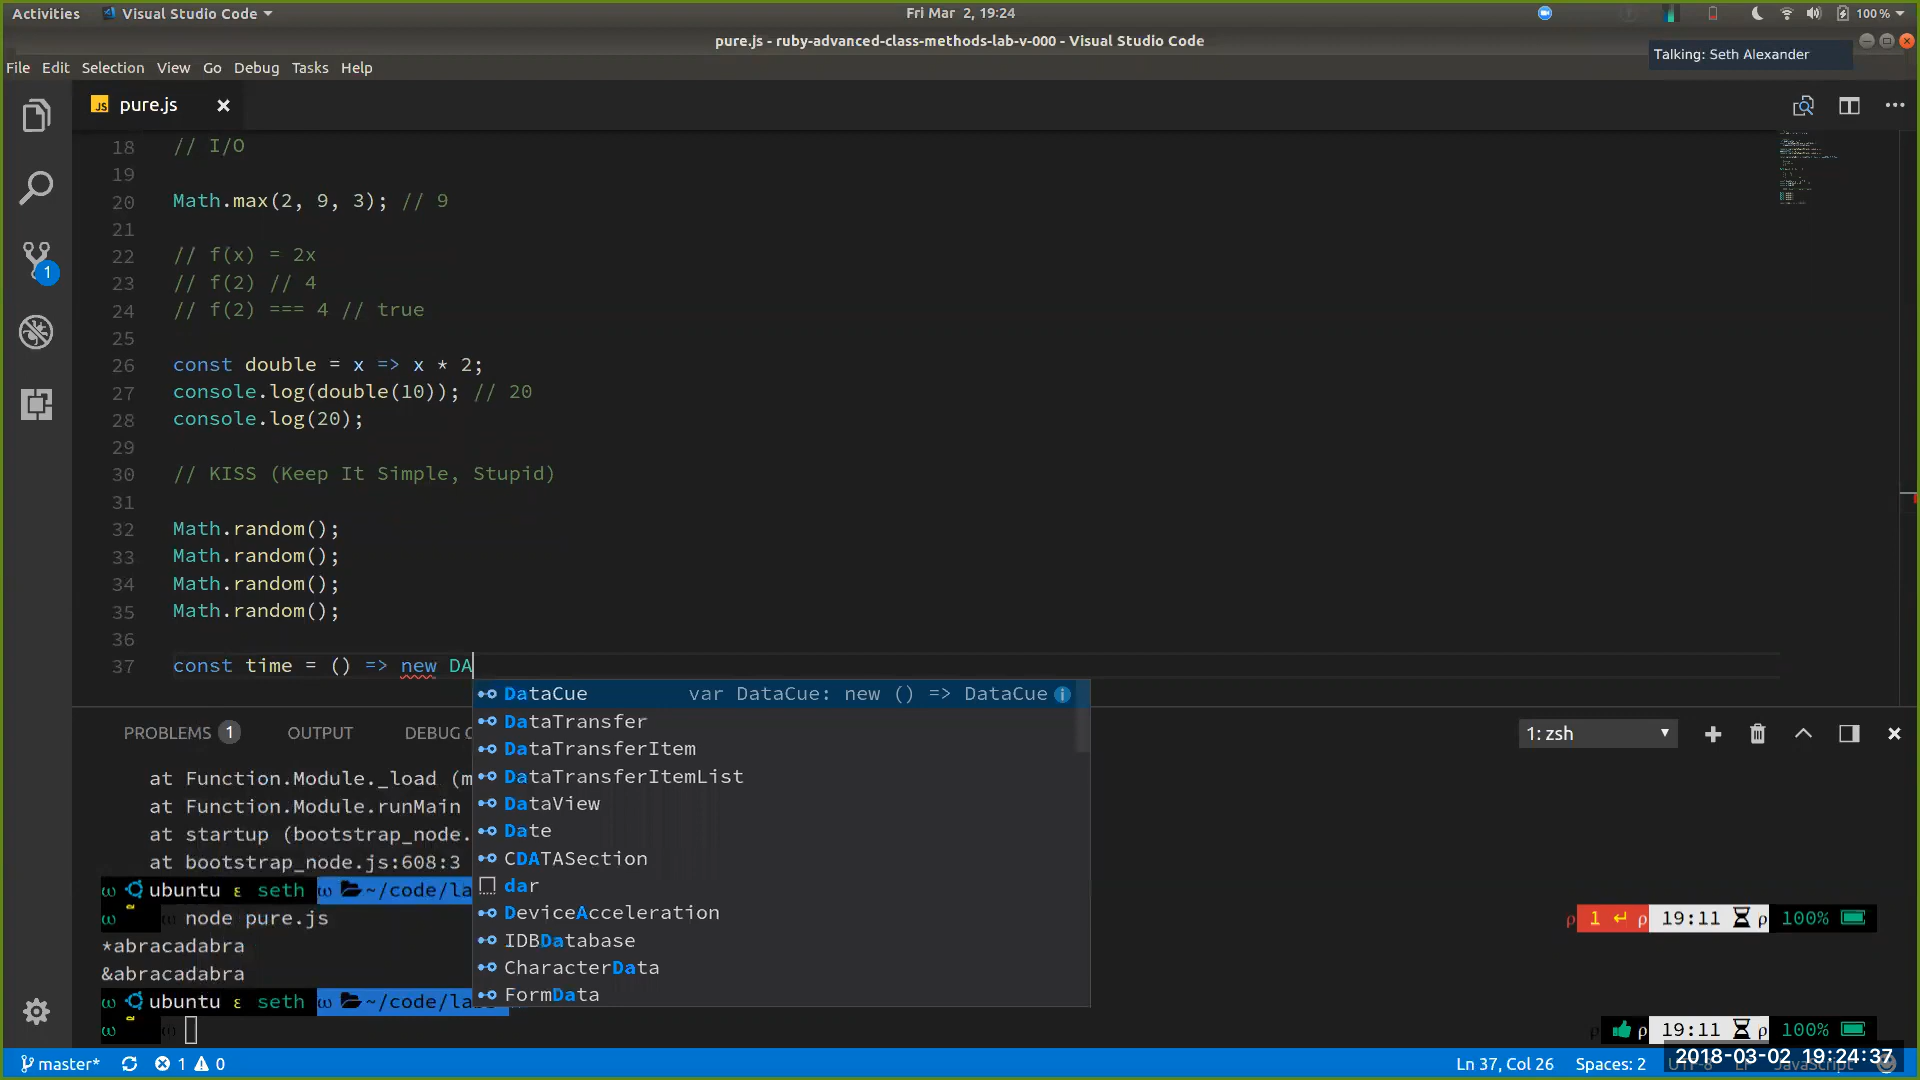 Activities Visual Studio Code Fri Mar 2, 19:24 100 %
pure.js - ruby-advanced-class-methods-lab-v-000 - Visual Studio Code
Talking: Seth Alexander
File Edit Selection View Go Debug Tasks Help
JS pure.js
18 // I/O
19
20 Math.max(2, 9, 3); // 9
21
22 // f(x) = 2x
23 // f(2) // 4
24 // f(2) === 4 // true
25
26 const double = x => x * 2;
27 console.log(double(10)); // 20
28 console.log(20);
29
30 // KISS (Keep It Simple, Stupid)
31
32 Math.random();
33 Math.random();
34 Math.random();
35 Math.random();
36
37 const time = () => new DA
DataCue var DataCue: new () => DataCue
DataTransfer
DataTransferItem
DataTransferItemList
DataView
Date
CDATASection
dar
DeviceAcceleration
IDBDatabase
CharacterData
FormData
1
PROBLEMS 1 OUTPUT DEBUG C 1: zsh
at Function.Module._load (m
at Function.Module.runMain
at startup (bootstrap_node.
at bootstrap_node.js:608:3
ω ubuntu ε seth ω ~/code/la
ω node pure.js ρ 1 ↵ ρ 19:11 ρ 100%
*abracadabra
&abracadabra
ω ubuntu ε seth ω ~/code/la
ω ρ 19:11 ρ 100%
master* 1 0 Ln 37, Col 26 Spaces: 2 UTF-8 LF JavaScript
2018-03-02 19:24:37